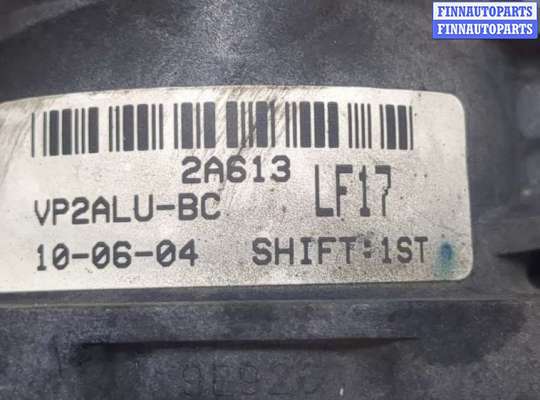 FINNAUTOPARTS
FINNAUTOPARTS
2A613
VP2ALU-BC LF17
10-06-04 SHIFT:1ST